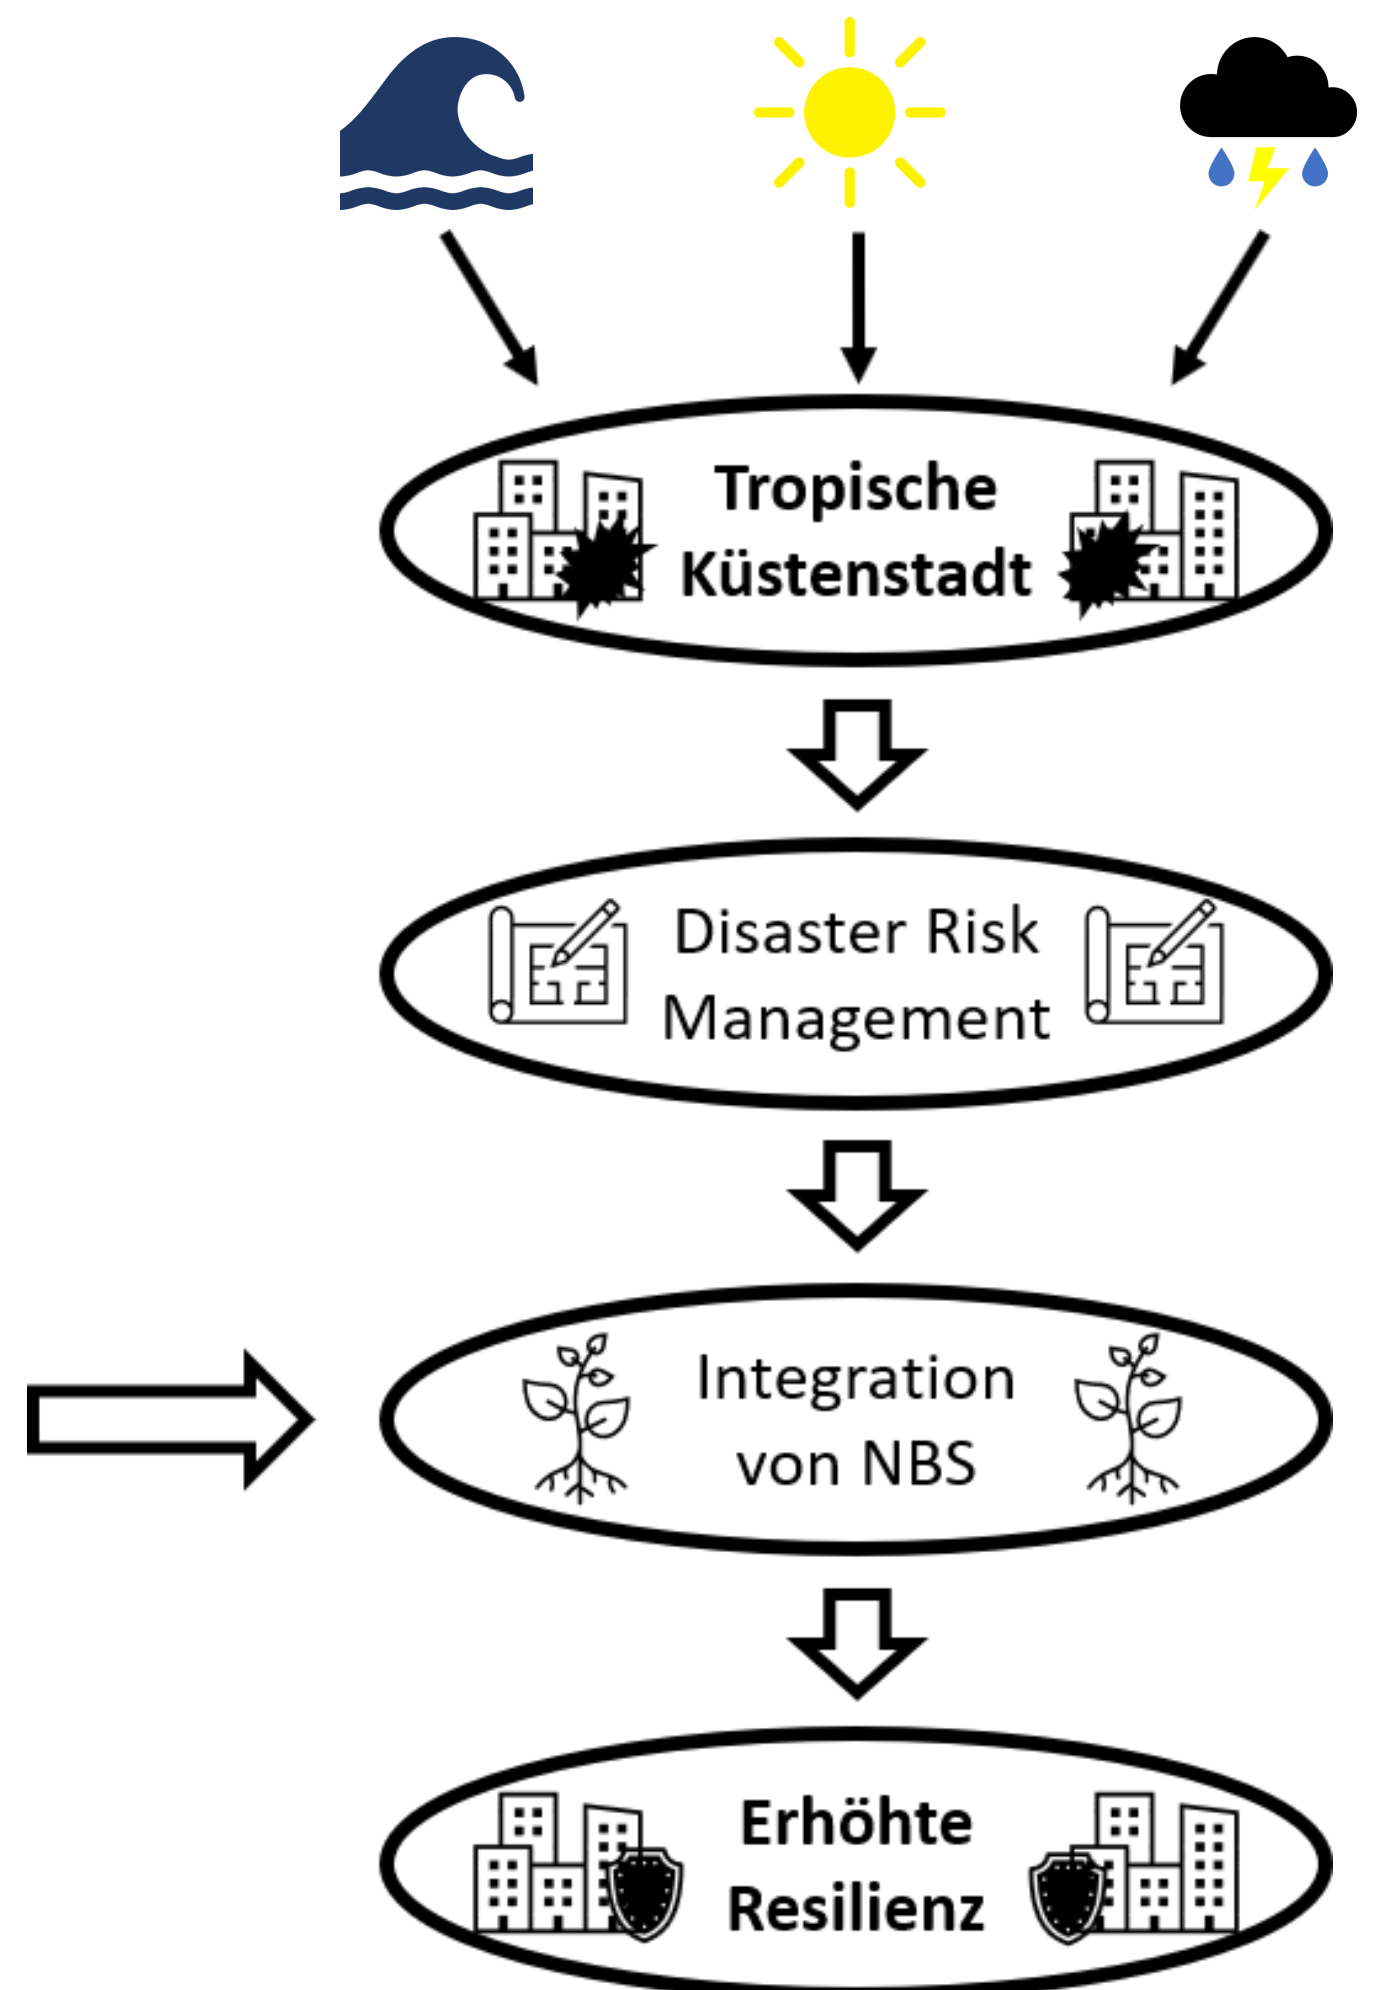 Tropische
Küstenstadt
Disaster Risk
Management
Integration
von NBS
Erhöhte
Resilienz